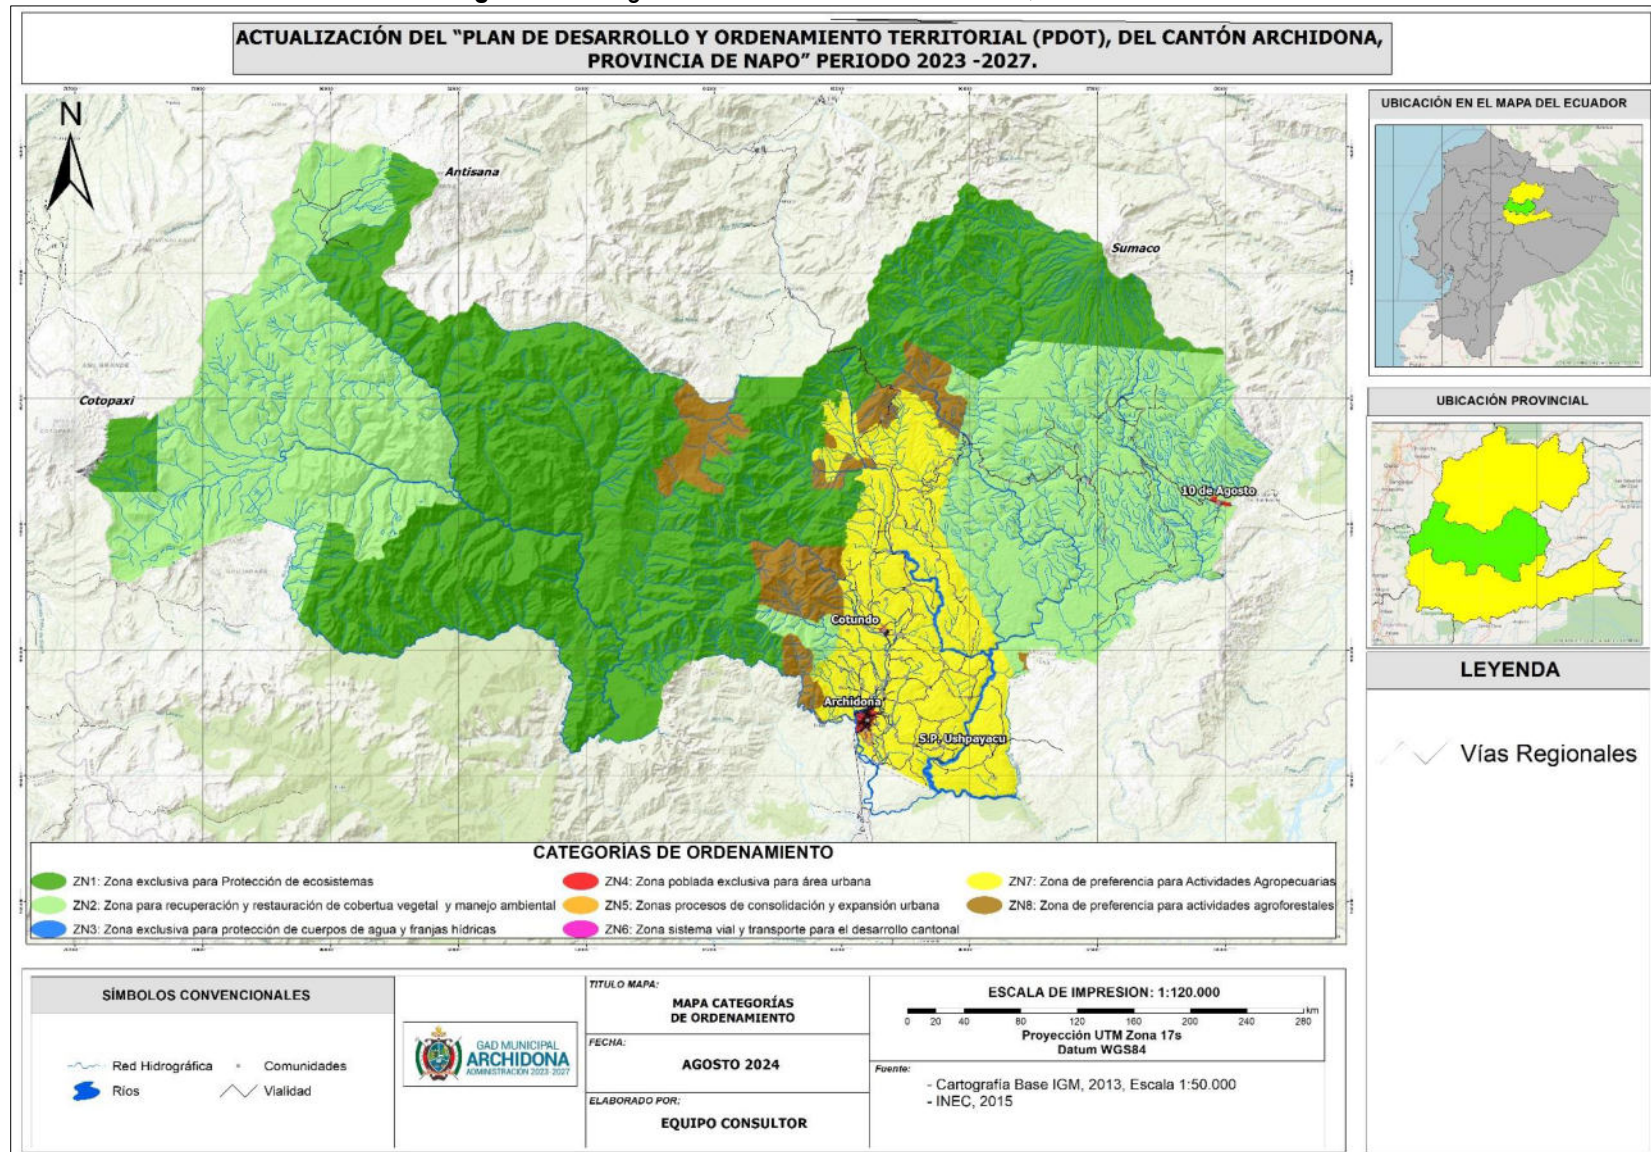 ACTUALIZACIÓN DEL “PLAN DE DESARROLLO Y ORDENAMIENTO TERRITORIAL (PDOT), DEL CANTÓN ARCHIDONA,
PROVINCIA DE NAPO” PERIODO 2023 -2027.
N
Antisana
Sumaco
Cotopaxi
10 de Agosto
Cotundo
Archidona
S.P. Ushpayacu
CATEGORÍAS DE ORDENAMIENTO
ZN1: Zona exclusiva para Protección de ecosistemas
ZN2: Zona para recuperación y restauración de cobertua vegetal y manejo ambiental
ZN3: Zona exclusiva para protección de cuerpos de agua y franjas hídricas
ZN4: Zona poblada exclusiva para área urbana
ZN5: Zonas procesos de consolidación y expansión urbana
ZN6: Zona sistema vial y transporte para el desarrollo cantonal
ZN7: Zona de preferencia para Actividades Agropecuarias
ZN8: Zona de preferencia para actividades agroforestales
UBICACIÓN EN EL MAPA DEL ECUADOR
UBICACIÓN PROVINCIAL
LEYENDA
Vías Regionales
SÍMBOLOS CONVENCIONALES
Red Hidrográfica
Comunidades
Ríos
Vialidad
GAD MUNICIPAL
ARCHIDONA
ADMINISTRACIÓN 2023-2027
TITULO MAPA:
MAPA CATEGORÍAS
DE ORDENAMIENTO
FECHA:
AGOSTO 2024
ELABORADO POR:
EQUIPO CONSULTOR
ESCALA DE IMPRESION: 1:120.000
km
0 20 40 80 120 160 200 240 280
Proyección UTM Zona 17s
Datum WGS84
Fuente:
- Cartografía Base IGM, 2013, Escala 1:50.000
- INEC, 2015